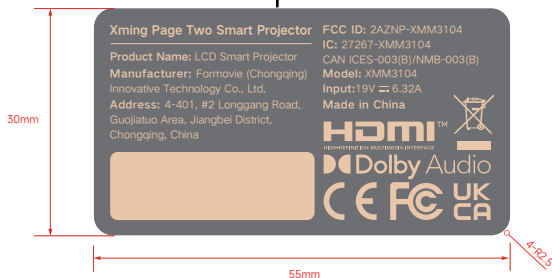 Xming Page Two Smart Projector
Product Name: LCD Smart Projector
Manufacturer: Formovie (Chongqing)
Innovative Technology Co., Ltd.
Address: 4-401, #2 Longgang Road,
Guojiatuo Area, Jiangbei District,
Chongqing, China
FCC ID: 2AZNP-XMM3104
IC: 27267-XMM3104
CAN ICES-003(B)/NMB-003(B)
Model: XMM3104
Input:19V ⎓ 6.32A
Made in China
HDMI™
HIGH-DEFINITION MULTIMEDIA INTERFACE
Dolby Audio
CE FC UK
CA
30mm
55mm
4-R2.5